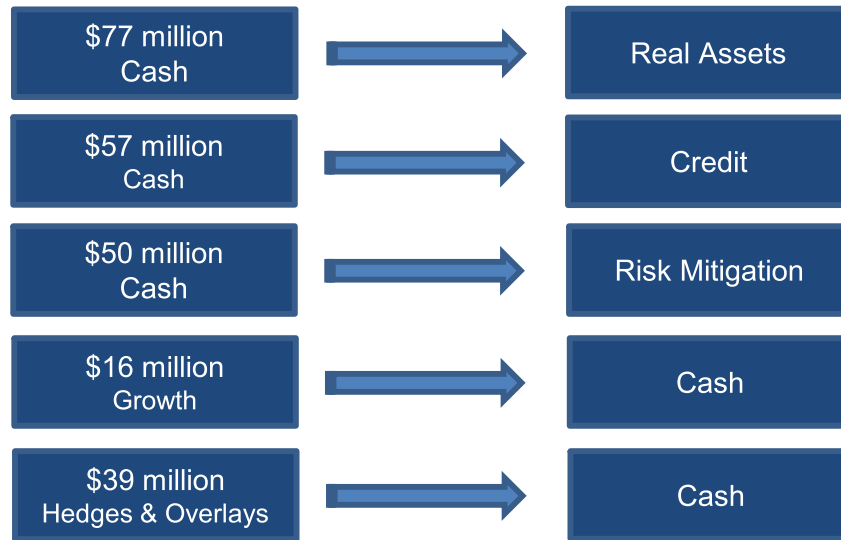 $77 million
Cash
Real Assets
$57 million
Cash
Credit
$50 million
Cash
Risk Mitigation
$16 million
Growth
Cash
$39 million
Hedges & Overlays
Cash